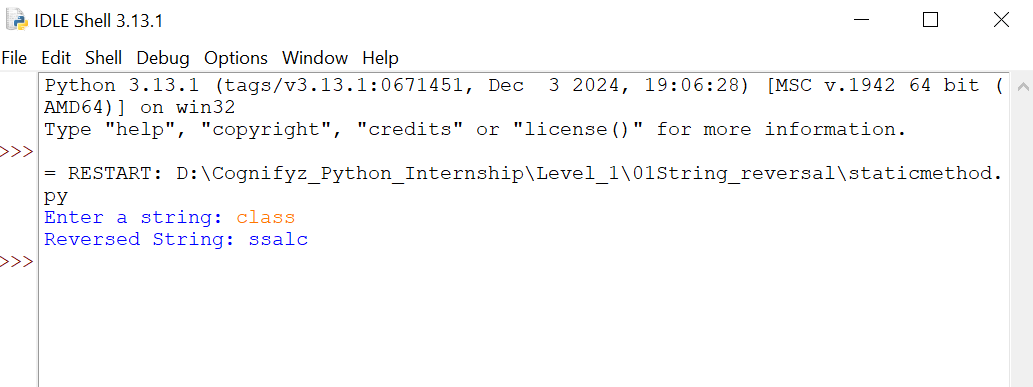 IDLE Shell 3.13.1
File Edit Shell Debug Options Window Help
Python 3.13.1 (tags/v3.13.1:0671451, Dec  3 2024, 19:06:28) [MSC v.1942 64 bit (
AMD64)] on win32
Type "help", "copyright", "credits" or "license()" for more information.
>>>
= RESTART: D:\Cognifyz_Python_Internship\Level_1\01String_reversal\staticmethod.
py
Enter a string: class
Reversed String: ssalc
>>>